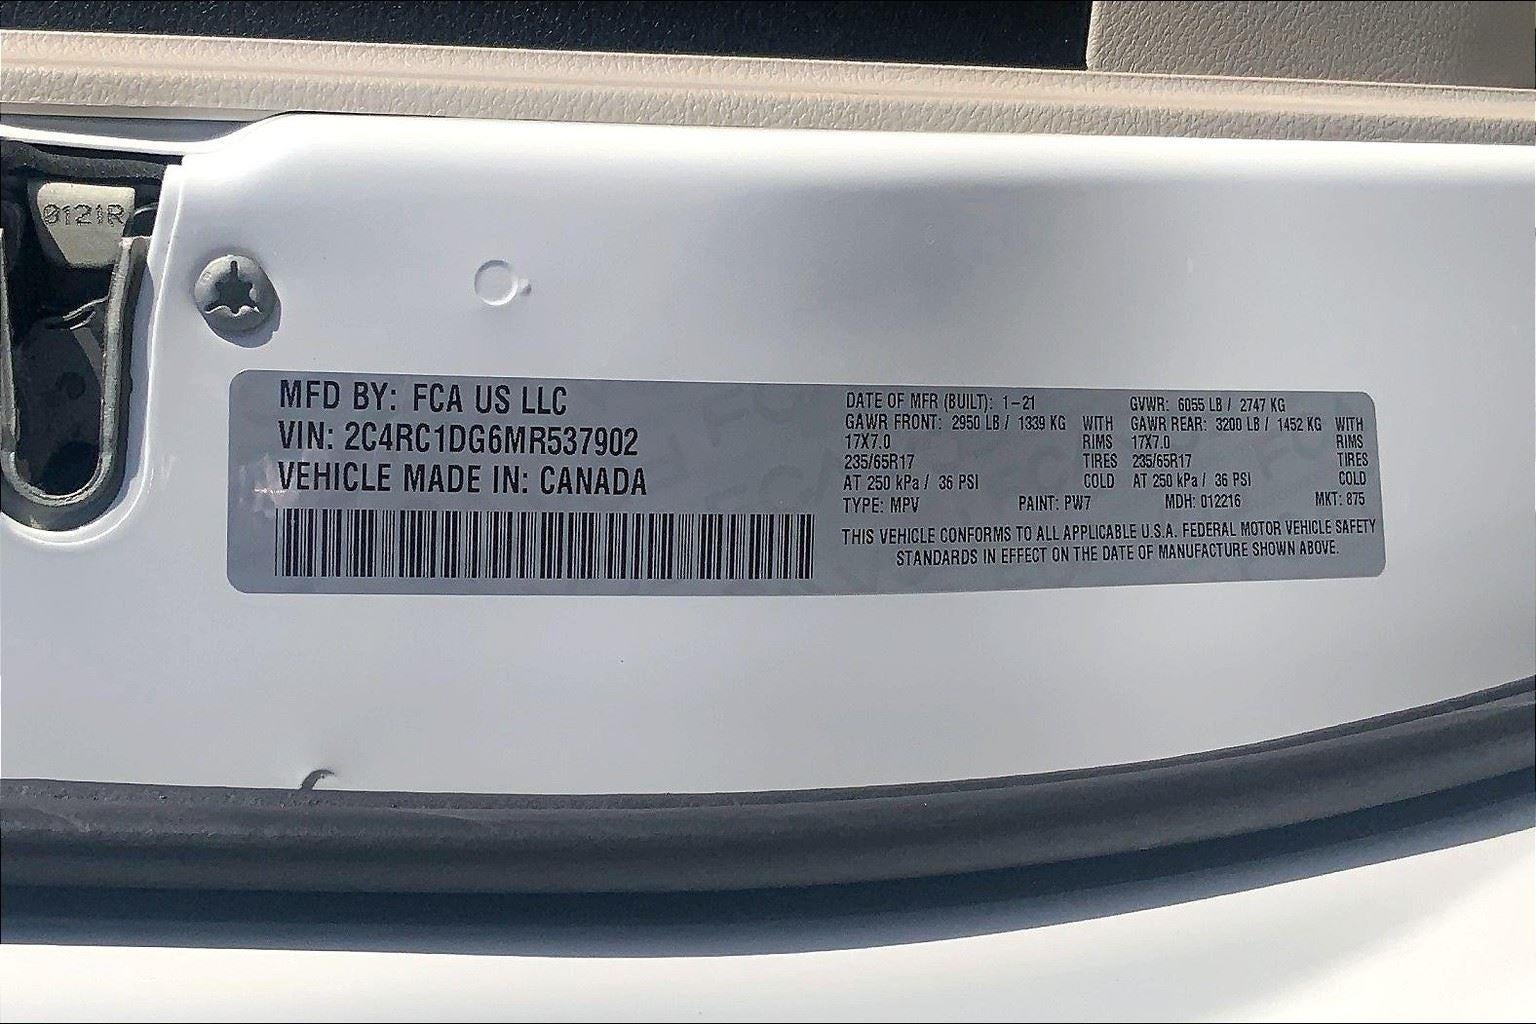 0121R
MFD BY: FCA US LLC
VIN: 2C4RC1DG6MR537902
VEHICLE MADE IN: CANADA
DATE OF MFR (BUILT): 1-21 GVWR: 6055 LB / 2747 KG
GAWR FRONT: 2950 LB / 1339 KG WITH GAWR REAR: 3200 LB / 1452 KG WITH
17X7.0 RIMS 17X7.0 RIMS
235/65R17 TIRES 235/65R17 TIRES
AT 250 kPa / 36 PSI COLD AT 250 kPa / 36 PSI COLD
TYPE: MPV PAINT: PW7 MDH: 012216 MKT: 875
THIS VEHICLE CONFORMS TO ALL APPLICABLE U.S.A. FEDERAL MOTOR VEHICLE SAFETY
STANDARDS IN EFFECT ON THE DATE OF MANUFACTURE SHOWN ABOVE.